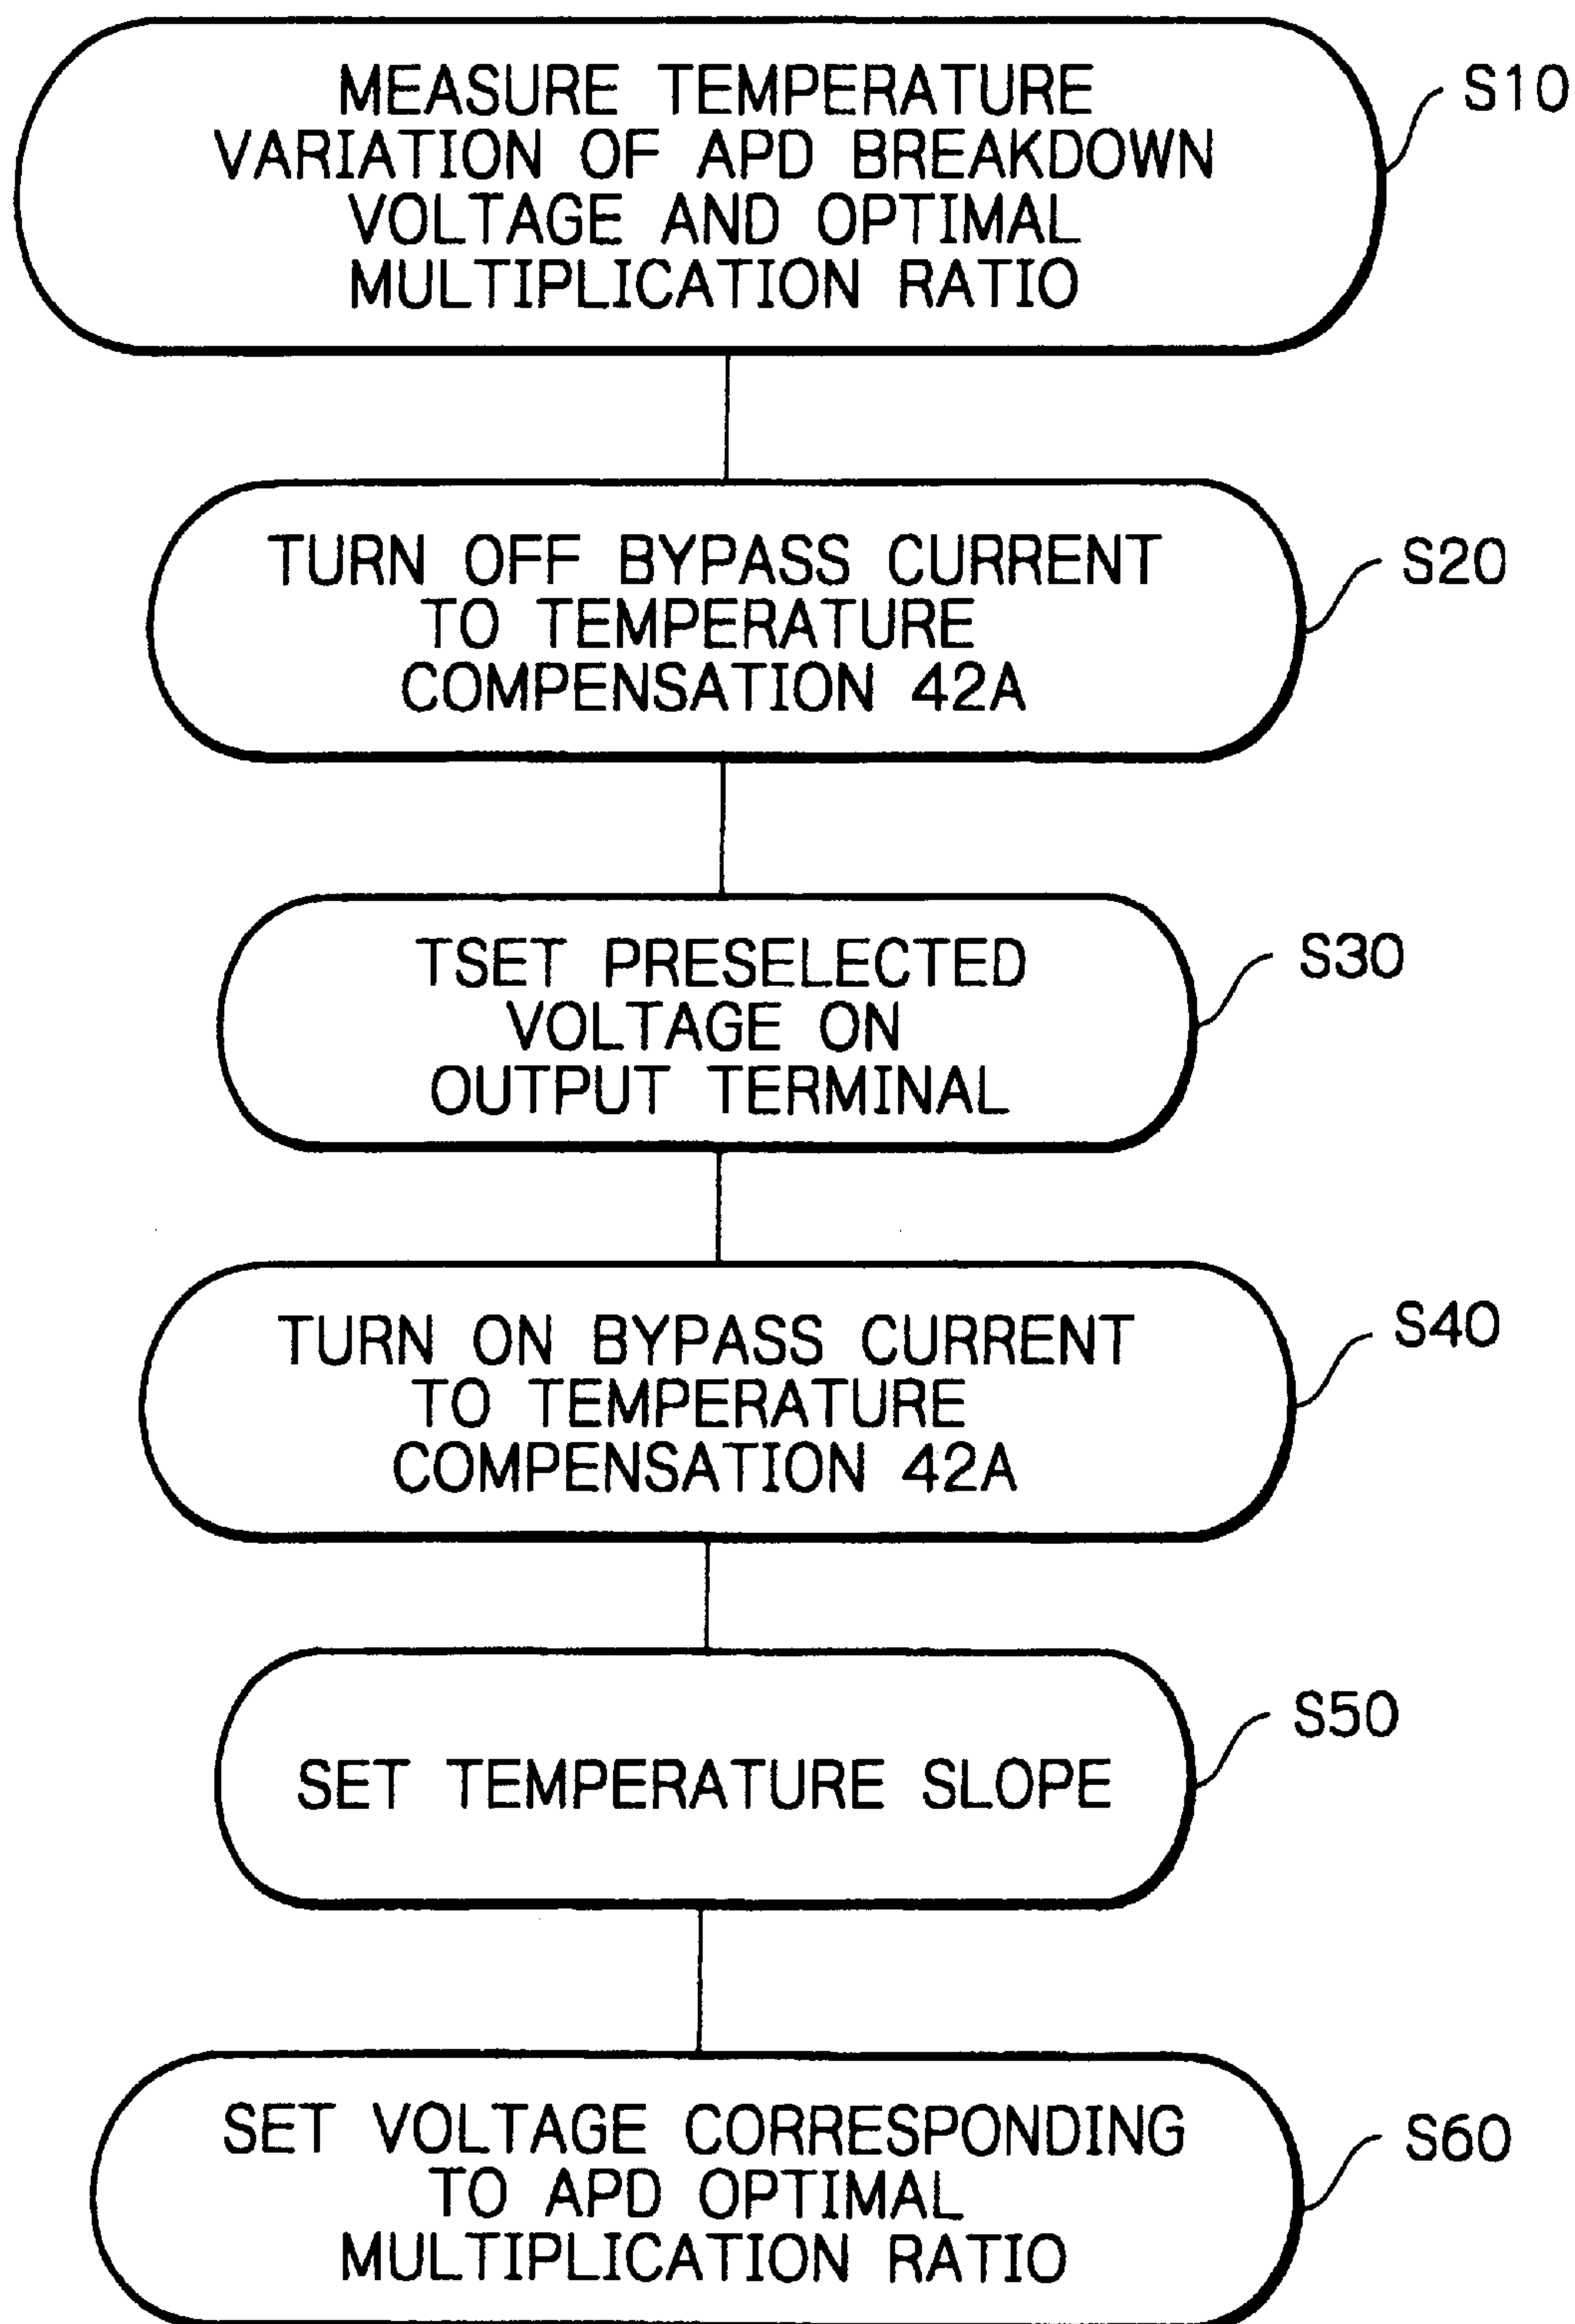 MEASURE TEMPERATURE
VARIATION OF APD BREAKDOWN
VOLTAGE AND OPTIMAL
MULTIPLICATION RATIO
S10
TURN OFF BYPASS CURRENT
TO TEMPERATURE
COMPENSATION 42A
S20
TSET PRESELECTED
VOLTAGE ON
OUTPUT TERMINAL
S30
TURN ON BYPASS CURRENT
TO TEMPERATURE
COMPENSATION 42A
S40
SET TEMPERATURE SLOPE
S50
SET VOLTAGE CORRESPONDING
TO APD OPTIMAL
MULTIPLICATION RATIO
S60